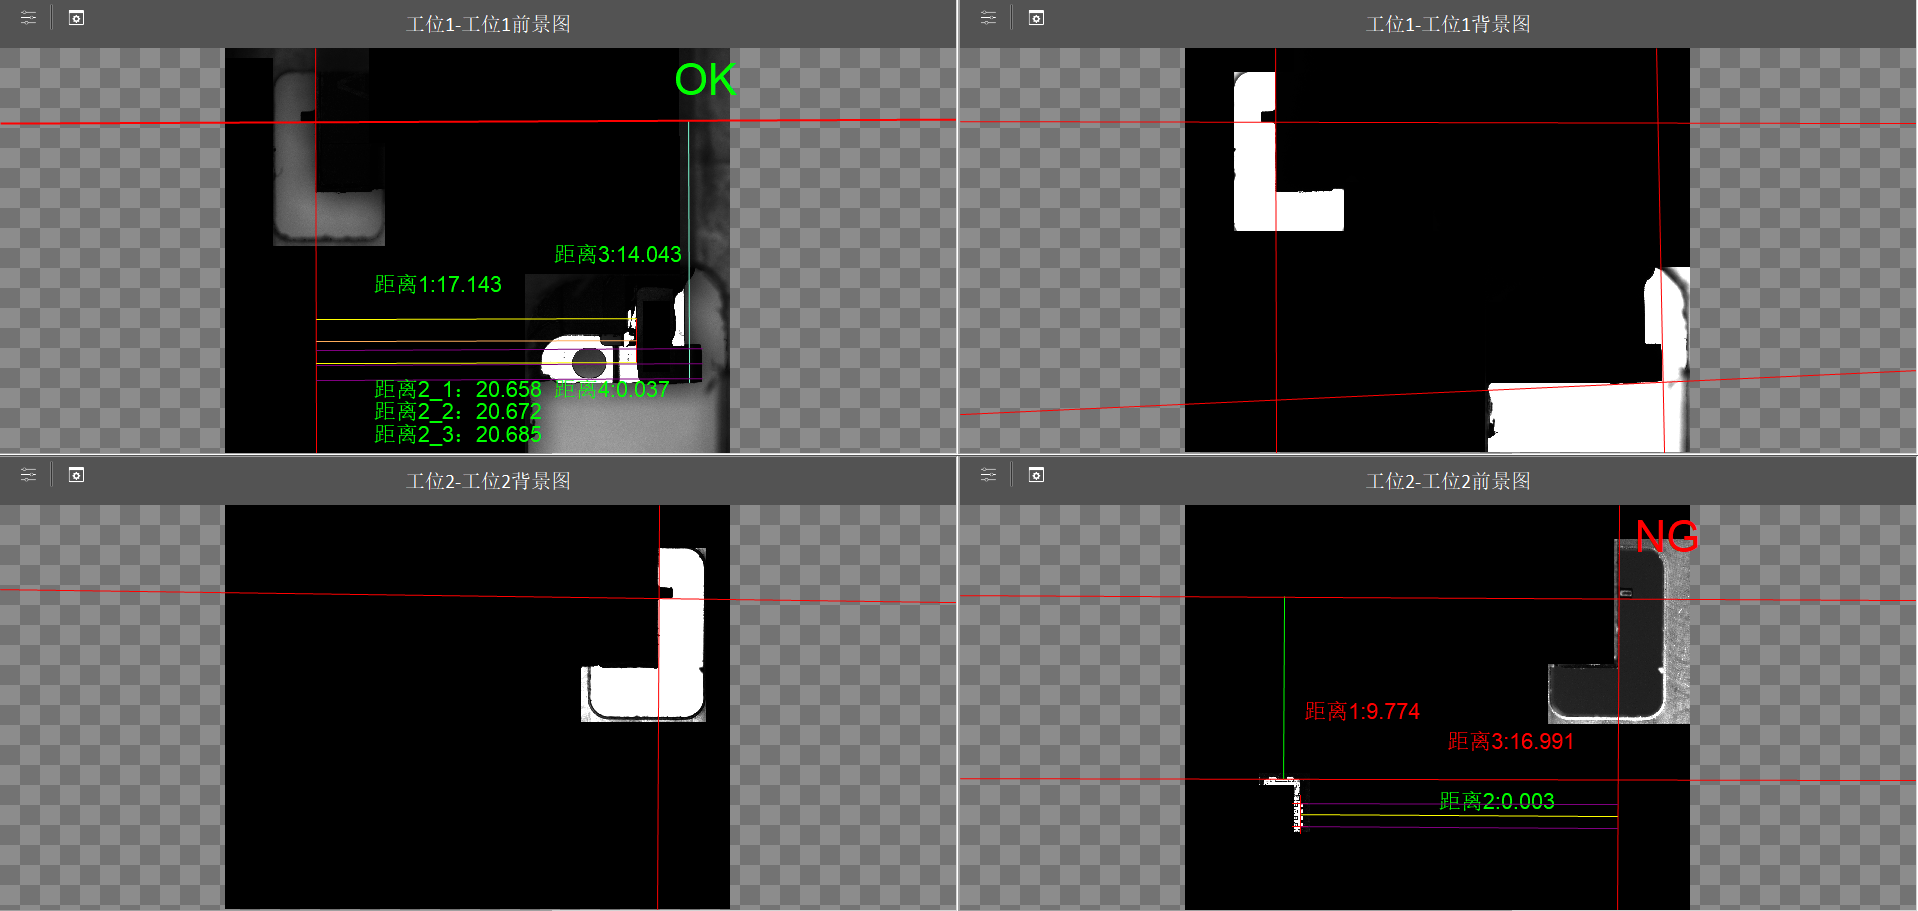 工位1-工位1前景图
OK
距离3:14.043
距离1:17.143
距离2_1：20.658
距离4:0.037
距离2_2：20.672
距离2_3：20.685
工位1-工位1背景图
工位2-工位2背景图
工位2-工位2前景图
NG
距离1:9.774
距离3:16.991
距离2:0.003